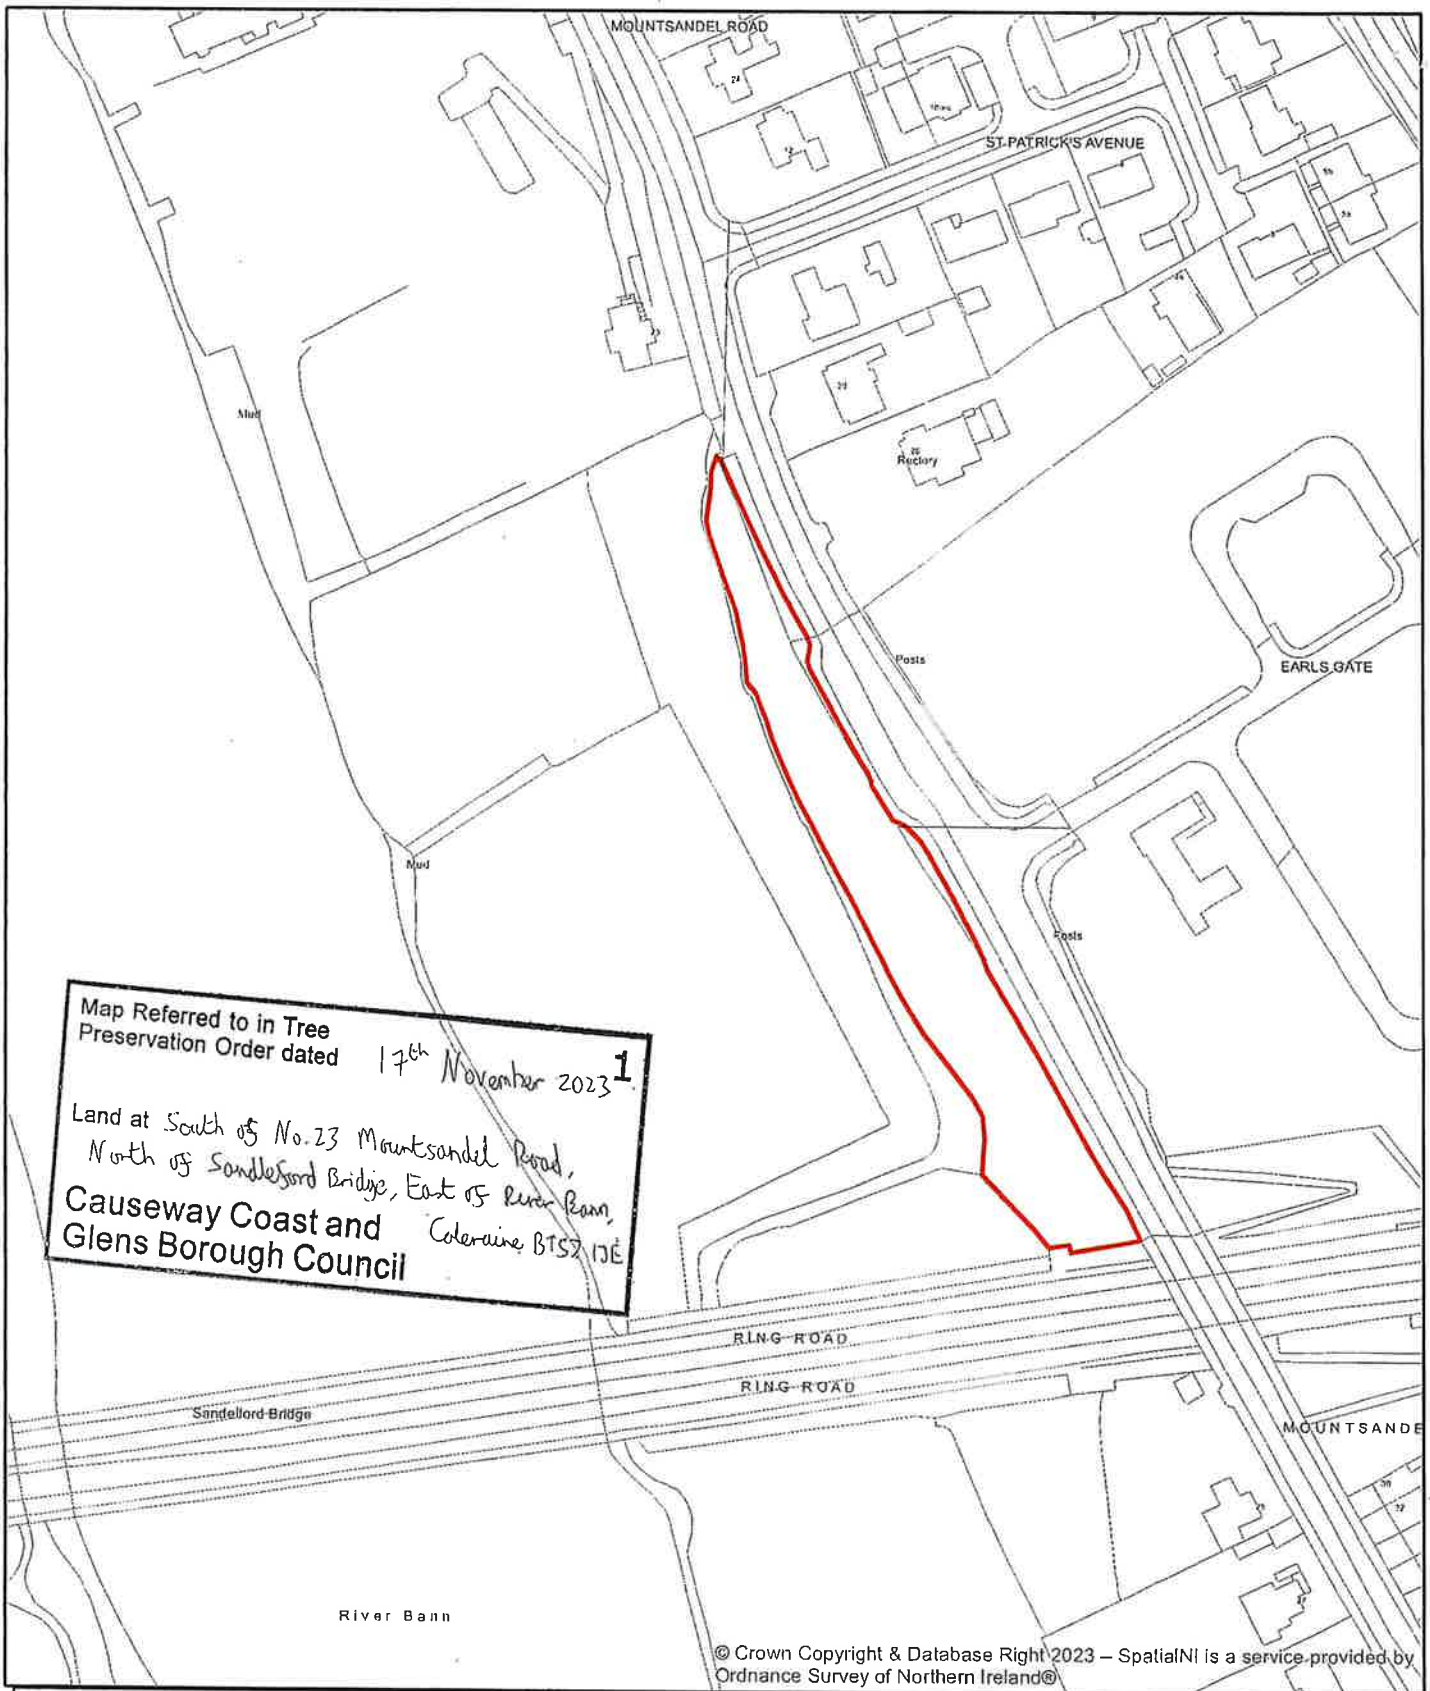 MOUNTSANDEL ROAD
24
ST PATRICK'S AVENUE
Mud
Rectory
Posts
EARLS GATE
Mud
Posts
Map Referred to in Tree
Preservation Order dated 17th November 2023 1
Land at South of No.23 Mountsandel Road,
North of Sandleford Bridge, East of River Bann,
Causeway Coast and
Coleraine BT52 1JE
Glens Borough Council
RING ROAD
RING ROAD
Sandelford Bridge
MOUNTSANDE
River Bann
© Crown Copyright & Database Right 2023 – SpatialNI is a service provided by
Ordnance Survey of Northern Ireland®